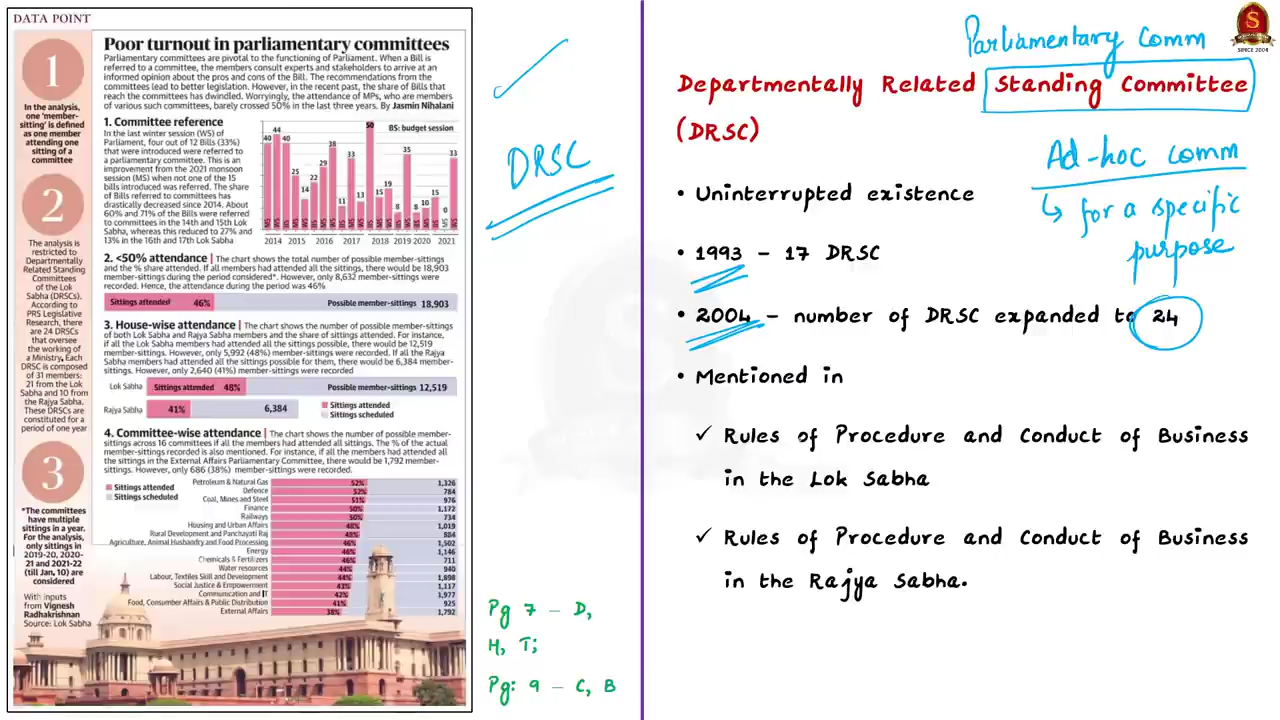 DATA POINT
1
In the analysis,
one 'member-
sitting' is defined
as one member
attending one
sitting of a
committee
2
The analysis is
restricted to
Departmentally
Related Standing
Committees
of the Lok
Sabha (DRSCs).
According to
PRS Legislative
Research, there
are 24 DRSCs
that oversee
the working of
a Ministry. Each
DRSC is composed
of 31 members:
21 from the Lok
Sabha and 10 from
the Rajya Sabha.
These DRSCs are
constituted for a
period of one year
3
*The committees
have multiple
sittings in a year.
For the analysis,
only sittings in
2019-20, 2020-
21 and 2021-22
(till Jan, 10) are
considered
With inputs
from Vignesh
Radhakrishnan
Source: Lok Sabha
Poor turnout in parliamentary committees
Parliamentary committees are pivotal to the functioning of Parliament. When a Bill is
referred to a committee, the members consult experts and stakeholders to arrive at an
informed opinion about the pros and cons of the Bill. The recommendations from the
committees lead to better legislation. However, in the recent past, the share of Bills that
reach the committees has dwindled. Worryingly, the attendance of MPs, who are members
of various such committees, barely crossed 50% in the last three years. By Jasmin Nihalani
1. Committee reference
In the last winter session (WS) of
Parliament, four out of 12 Bills (33%)
that were introduced were referred
to a parliamentary committee. This is an
improvement from the 2021 monsoon
session (MS) when not one of the 15
bills introduced was referred. The share
of Bills referred to committees has
drastically decreased since 2014. About
60% and 71% of the Bills were referred
to committees in the 14th and 15th Lok
Sabha, whereas this reduced to 27% and
13% in the 16th and 17th Lok Sabha
BS: budget session
40 44 40 25 14 22 29 38 11 33 13 50 15 19 8 35 8 10 15 0 33
2014 2015 2016 2017 2018 2019 2020 2021
2. <50% attendance | The chart shows the total number of possible member-sittings
and the % share attended. If all members had attended all the sittings, there would be 18,903
member-sittings during the period considered*. However, only 8,632 member-sittings were
recorded. Hence, the attendance during the period was 46%
Sittings attended 46% Possible member-sittings 18,903
3. House-wise attendance | The chart shows the number of possible member-sittings
of both Lok Sabha and Rajya Sabha members and the share of sittings attended. For instance,
if all the Lok Sabha members had attended all the sittings possible, there would be 12,519
member-sittings. However, only 5,992 (48%) member-sittings were recorded. If all the Rajya
Sabha members had attended all the sittings possible for them, there would be 6,384 member-
sittings. However, only 2,640 (41%) member-sittings were recorded
Lok Sabha Sittings attended 48% Possible member-sittings 12,519
Rajya Sabha 41% 6,384
Sittings attended
Sittings scheduled
4. Committee-wise attendance | The chart shows the number of possible member-
sittings across 16 committees if all the members had attended all sittings. The % of the actual
member-sittings recorded is also mentioned. For instance, if all the members had attended all
the sittings in the External Affairs Parliamentary Committee, there would be 1,792 member-
sittings. However, only 686 (38%) member-sittings were recorded.
Sittings attended
Sittings scheduled
Petroleum & Natural Gas 52% 1,326
Defence 52% 784
Coal, Mines and Steel 51% 976
Finance 50% 1,172
Railways 50% 734
Housing and Urban Affairs 48% 1,019
Rural Development and Panchayati Raj 48% 884
Agriculture, Animal Husbandry and Food Processing 46% 1,502
Energy 46% 1,146
Chemicals & Fertilizers 46% 711
Water resources 44% 940
Labour, Textiles Skill and Development 44% 1,898
Social Justice & Empowerment 43% 1,117
Communication and IT 42% 1,977
Food, Consumer Affairs & Public Distribution 41% 925
External Affairs 38% 1,792
DRSC
Pg 7 – D,
H, T;
Pg: 9 – C, B
Parliamentary Comm
S
SINCE 2004
Departmentally Related Standing Committee
(DRSC)
Ad-hoc comm
↳ for a specific
purpose
• Uninterrupted existence
• 1993 – 17 DRSC
• 2004 – number of DRSC expanded to 24
• Mentioned in
✓ Rules of Procedure and Conduct of Business
in the Lok Sabha
✓ Rules of Procedure and Conduct of Business
in the Rajya Sabha.